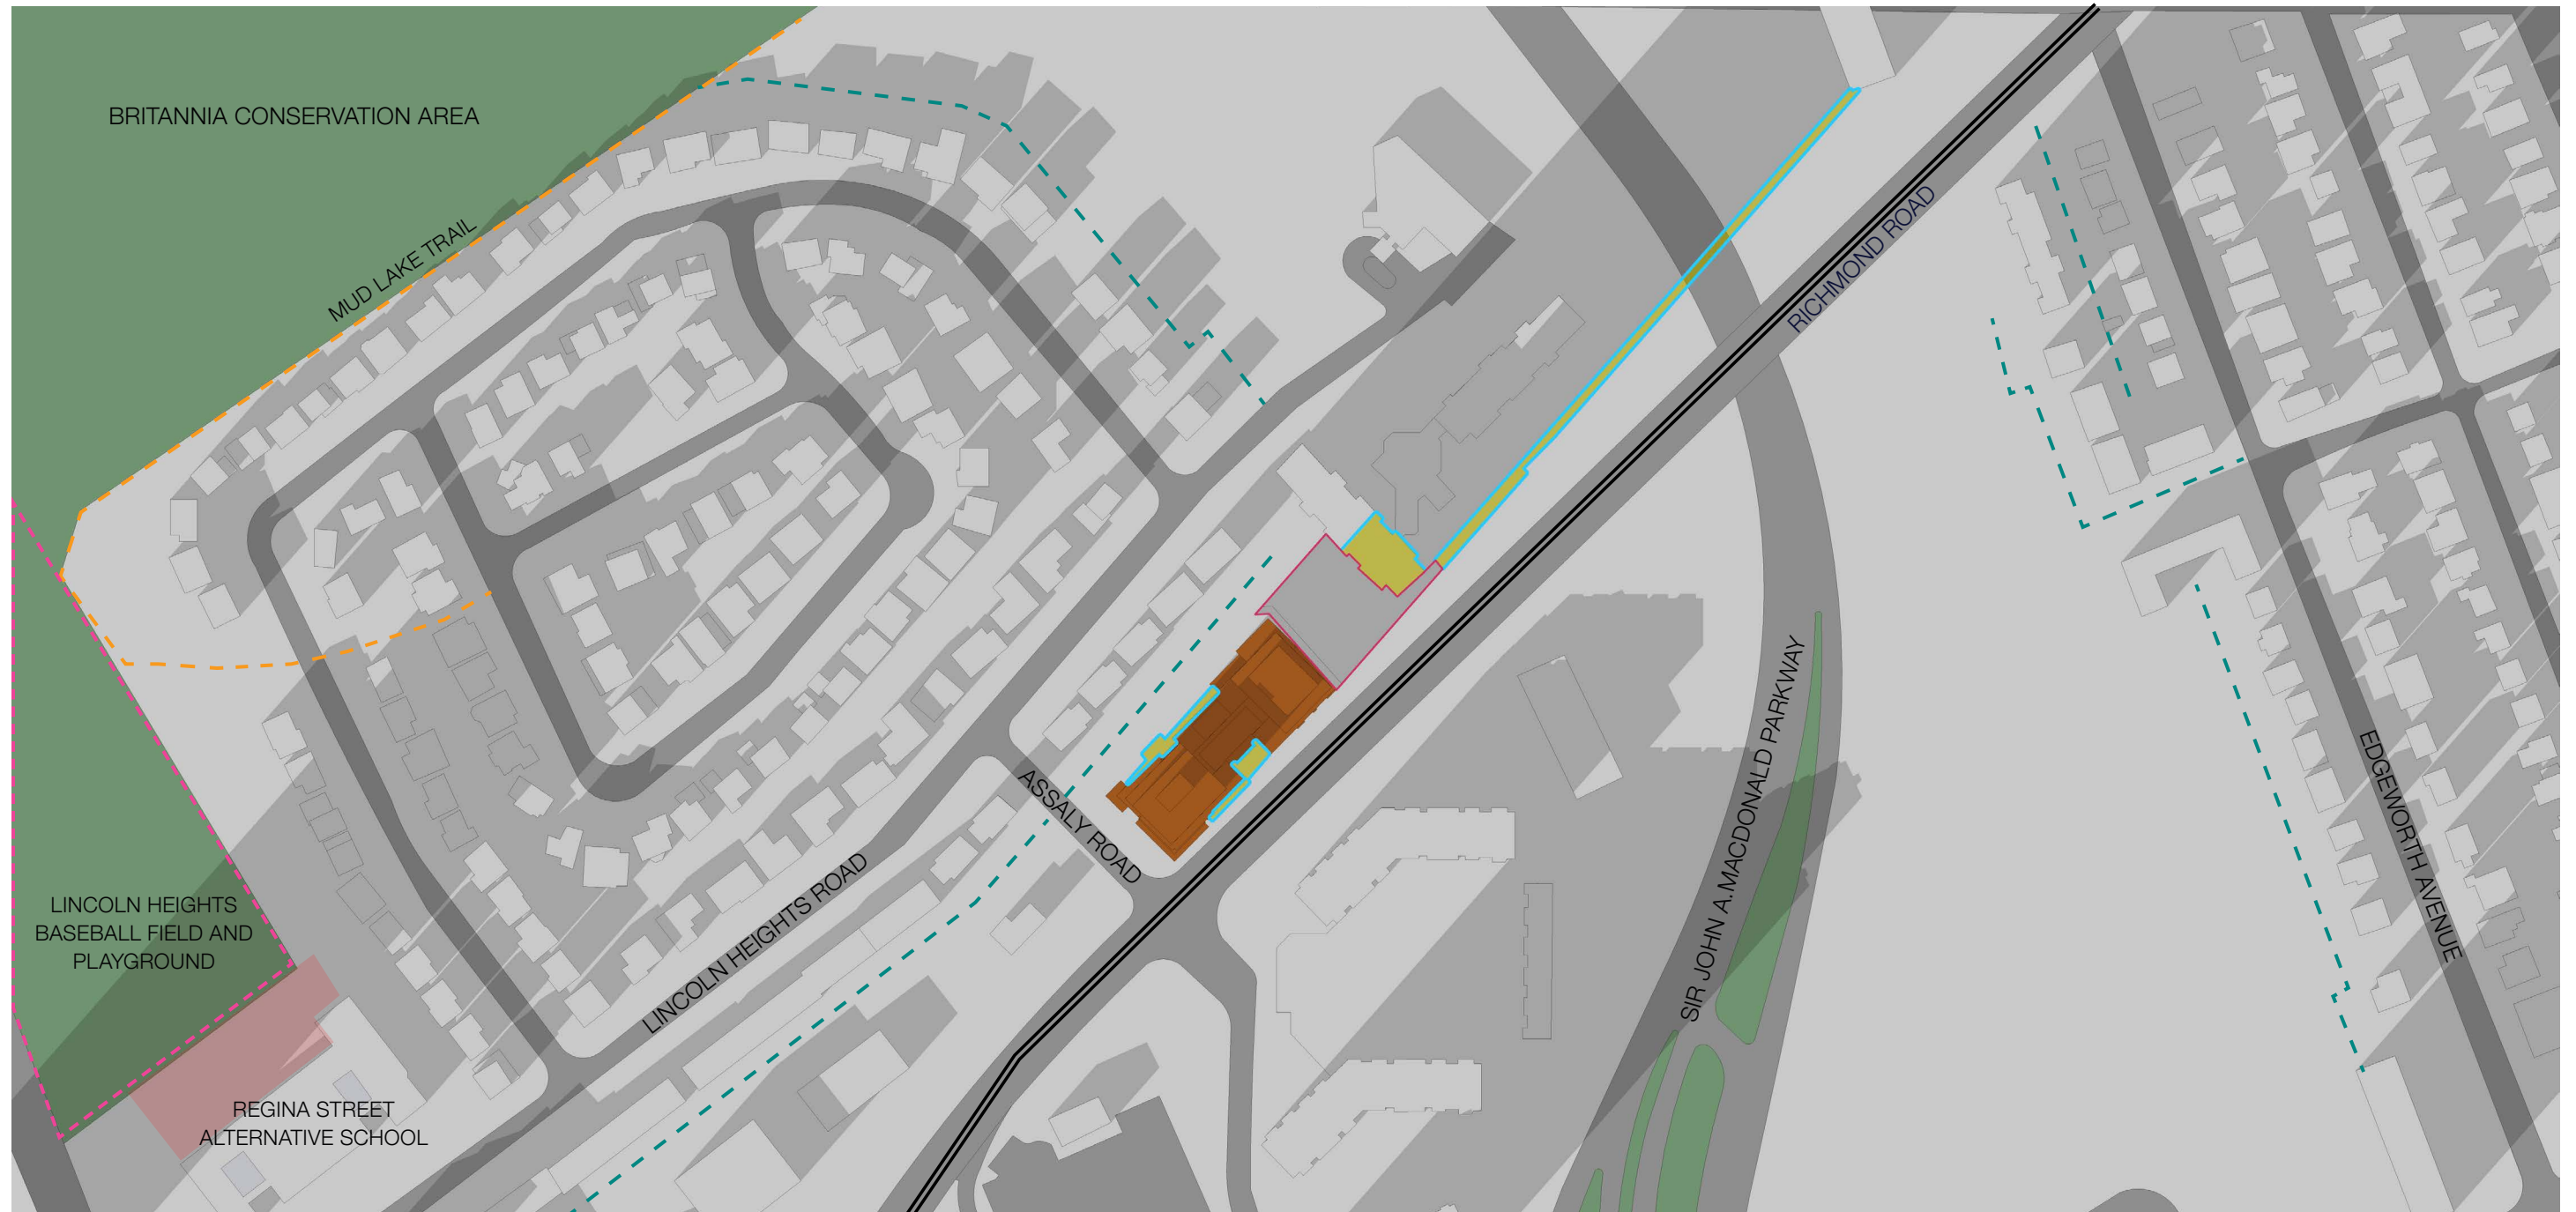 BRITANNIA CONSERVATION AREA
MUD LAKE TRAIL
RICHMOND ROAD
SIR JOHN A.MACDONALD PARKWAY
EDGEWORTH AVENUE
ASSALY ROAD
LINCOLN HEIGHTS ROAD
LINCOLN HEIGHTS
BASEBALL FIELD AND
PLAYGROUND
REGINA STREET
ALTERNATIVE SCHOOL